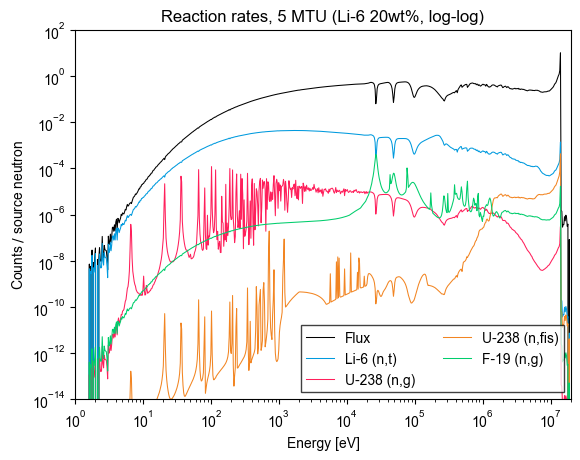 Reaction rates, 5 MTU (Li-6 20wt%, log-log)
Counts / source neutron
10^2
10^0
10^−2
10^−4
10^−6
10^−8
10^−10
10^−12
10^−14
Flux
Li-6 (n,t)
U-238 (n,g)
U-238 (n,fis)
F-19 (n,g)
10^0 10^1 10^2 10^3 10^4 10^5 10^6 10^7
Energy [eV]